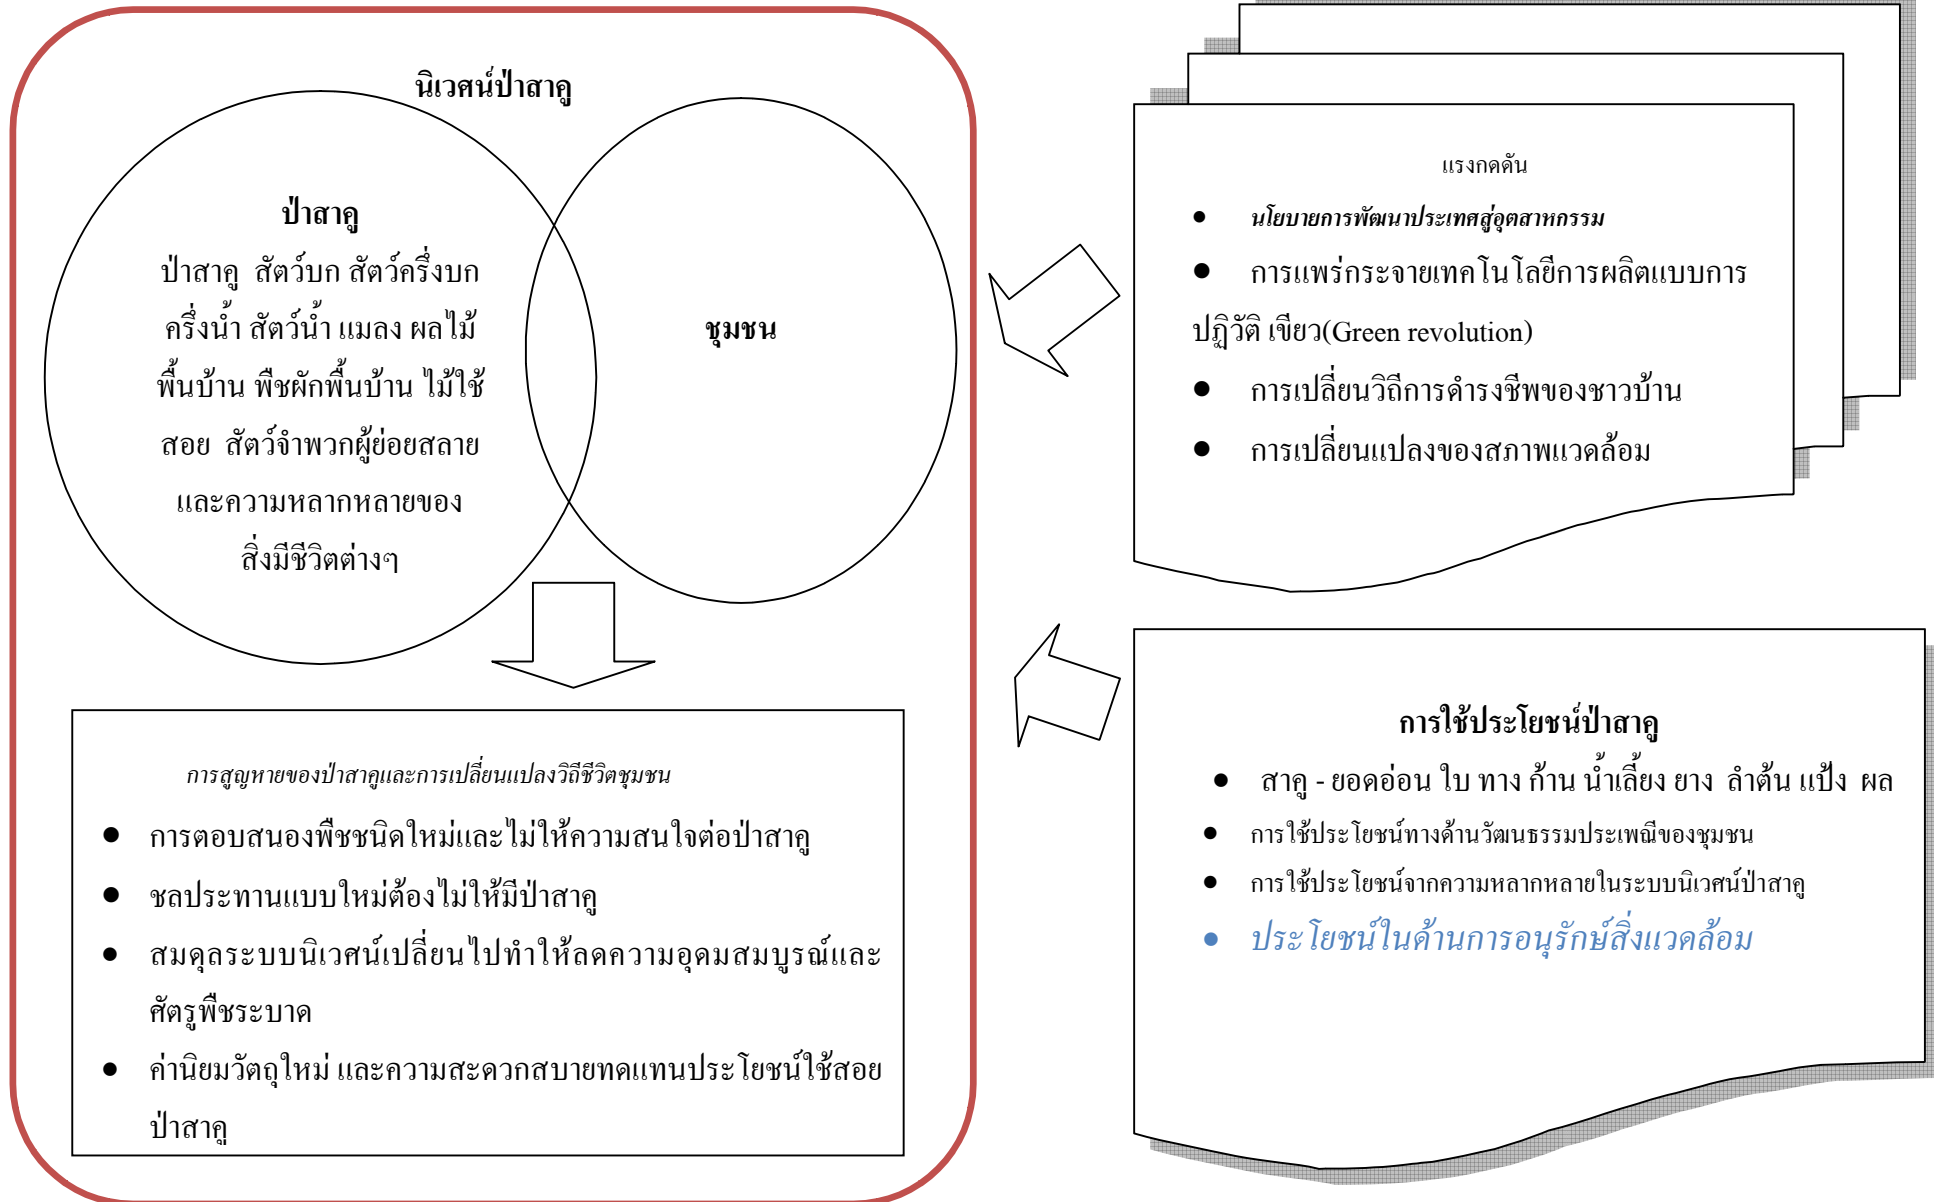 นิเวศน์ป่าสาคู
ป่าสาคู
ป่าสาคู สัตว์บก สัตว์ครึ่งบก
ครึ่งน้ำ สัตว์น้ำ แมลง ผลไม้
พื้นบ้าน พืชผักพื้นบ้าน ไม้ใช้
สอย สัตว์จำพวกผู้ย่อยสลาย
และความหลากหลายของ
สิ่งมีชีวิตต่างๆ
ชุมชน
การสูญหายของป่าสาคูและการเปลี่ยนแปลงวิถีชีวิตชุมชน
● การตอบสนองพืชชนิดใหม่และไม่ให้ความสนใจต่อป่าสาคู
● ชลประทานแบบใหม่ต้องไม่ให้มีป่าสาคู
● สมดุลระบบนิเวศน์เปลี่ยนไปทำให้ลดความอุดมสมบูรณ์และ
ศัตรูพืชระบาด
● ค่านิยมวัตถุใหม่ และความสะดวกสบายทดแทนประโยชน์ใช้สอย
ป่าสาคู
แรงกดดัน
● นโยบายการพัฒนาประเทศสู่อุตสาหกรรม
● การแพร่กระจายเทคโนโลยีการผลิตแบบการ
ปฏิวัติ เขียว(Green revolution)
● การเปลี่ยนวิถีการดำรงชีพของชาวบ้าน
● การเปลี่ยนแปลงของสภาพแวดล้อม
การใช้ประโยชน์ป่าสาคู
● สาคู - ยอดอ่อน ใบ ทาง ก้าน น้ำเลี้ยง ยาง ลำต้น แป้ง ผล
● การใช้ประโยชน์ทางด้านวัฒนธรรมประเพณีของชุมชน
● การใช้ประโยชน์จากความหลากหลายในระบบนิเวศน์ป่าสาคู
● ประโยชน์ในด้านการอนุรักษ์สิ่งแวดล้อม